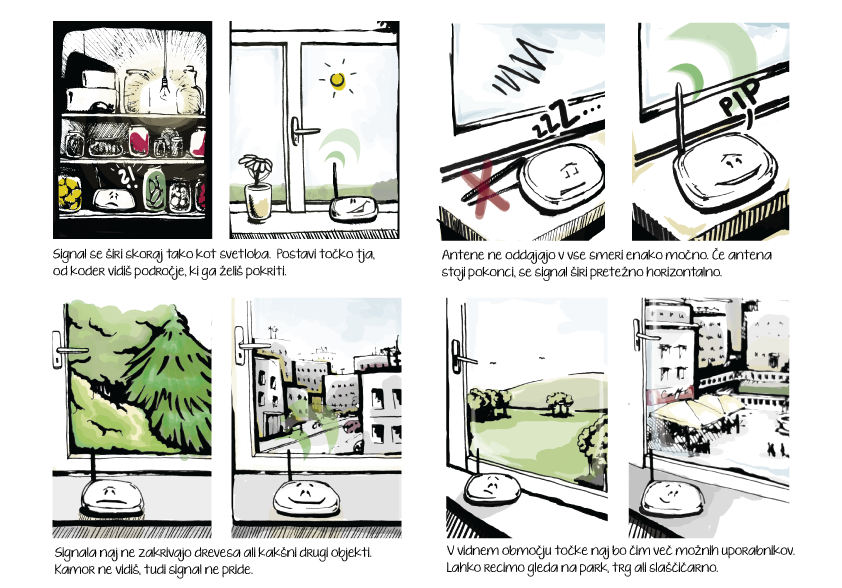 ?!
Signal se širi skoraj tako kot svetloba. Postavi točko tja,
od koder vidiš področje, ki ga želiš pokriti.
zzZ...
PIP
Antene ne oddajajo v vse smeri enako močno. Če antena
stoji pokonci, se signal širi pretežno horizontalno.
Signala naj ne zakrivajo drevesa ali kakšni drugi objekti.
Kamor ne vidiš, tudi signal ne pride.
V vidnem območju točke naj bo čim več možnih uporabnikov.
Lahko recimo gleda na park, trg ali slaščičarno.